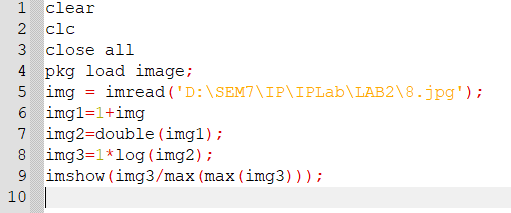 1 clear
2 clc
3 close all
4 pkg load image;
5 img = imread('D:\SEM7\IP\IPLab\LAB2\8.jpg');
6 img1=1+img
7 img2=double(img1);
8 img3=1*log(img2);
9 imshow(img3/max(max(img3)));
10